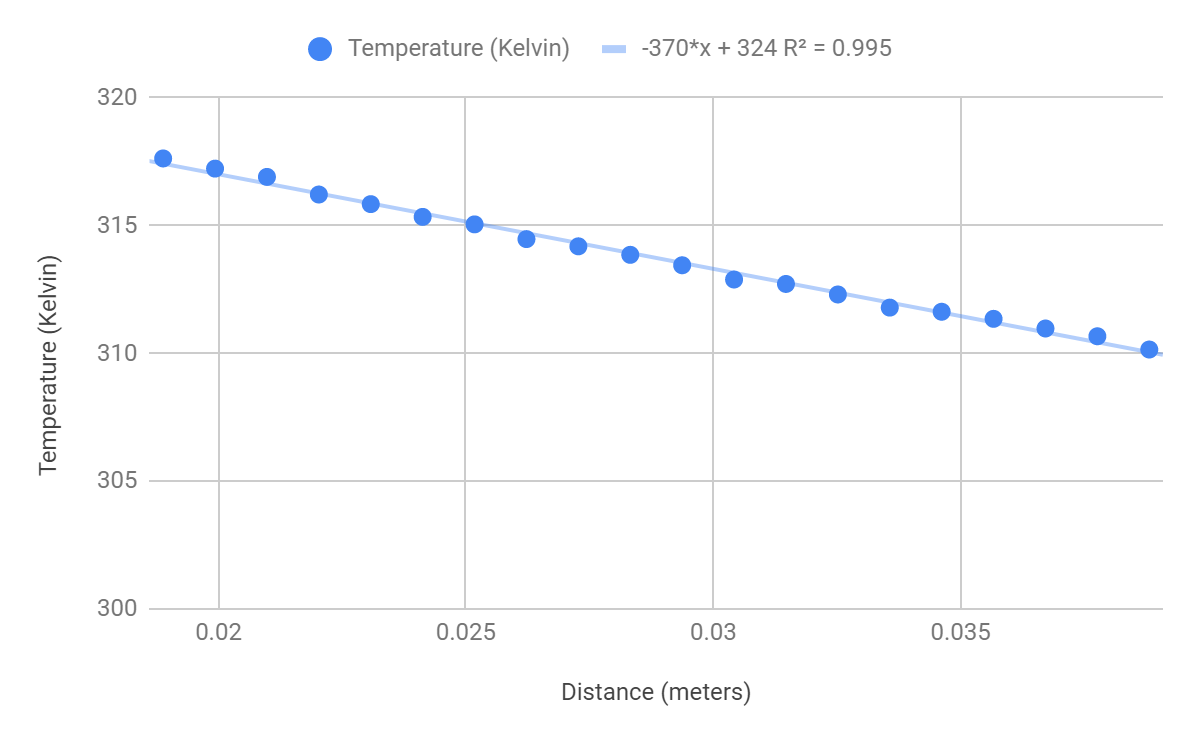 Temperature (Kelvin) -370*x + 324 R² = 0.995
320
315
310
305
300
Temperature (Kelvin)
0.02 0.025 0.03 0.035
Distance (meters)